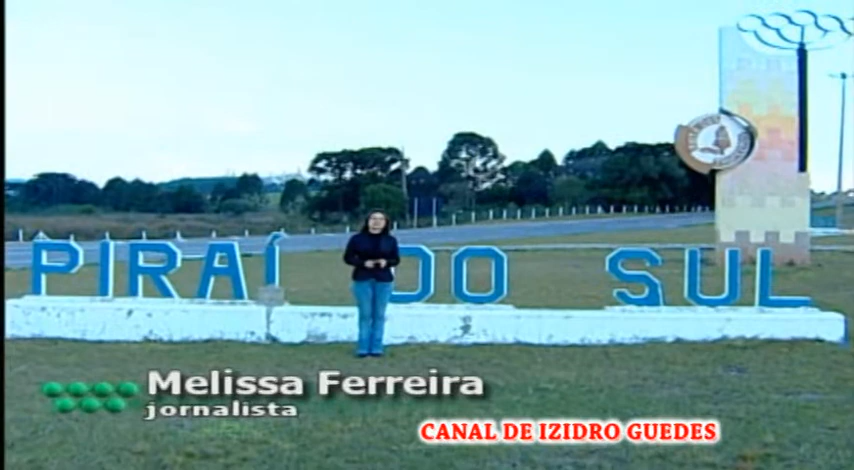 PIRAÍ DO SUL
Melissa Ferreira
jornalista
CANAL DE IZIDRO GUEDES